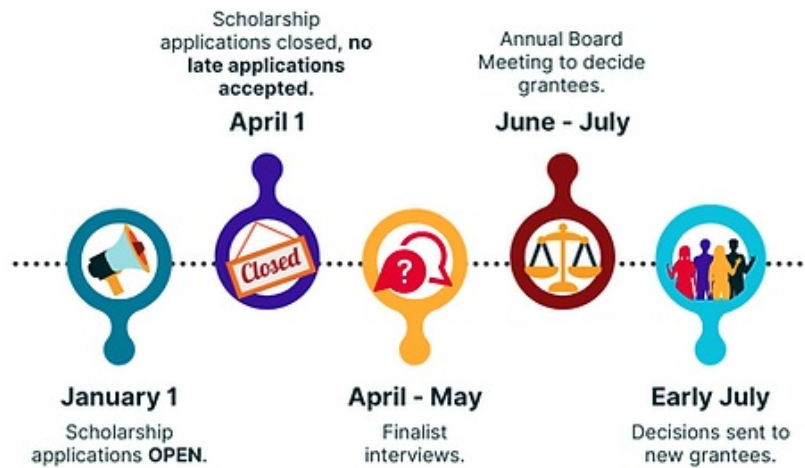 Scholarship
applications closed, no
late applications
accepted.
April 1
Annual Board
Meeting to decide
grantees.
June - July
Closed
?
January 1
Scholarship
applications OPEN.
April - May
Finalist
interviews.
Early July
Decisions sent to
new grantees.